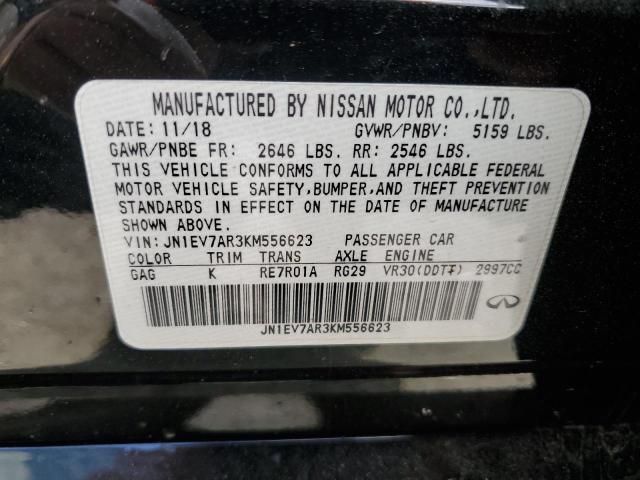 MANUFACTURED BY NISSAN MOTOR CO.,LTD.
DATE: 11/18 GVWR/PNBV: 5159 LBS.
GAWR/PNBE FR: 2646 LBS. RR: 2546 LBS.
THIS VEHICLE CONFORMS TO ALL APPLICABLE FEDERAL
MOTOR VEHICLE SAFETY,BUMPER,AND THEFT PREVENTION
STANDARDS IN EFFECT ON THE DATE OF MANUFACTURE
SHOWN ABOVE.
VIN: JN1EV7AR3KM556623 PASSENGER CAR
COLOR TRIM TRANS AXLE ENGINE
GAG K RE7R01A RG29 VR30(DDTT) 2997CC
JN1EV7AR3KM556623